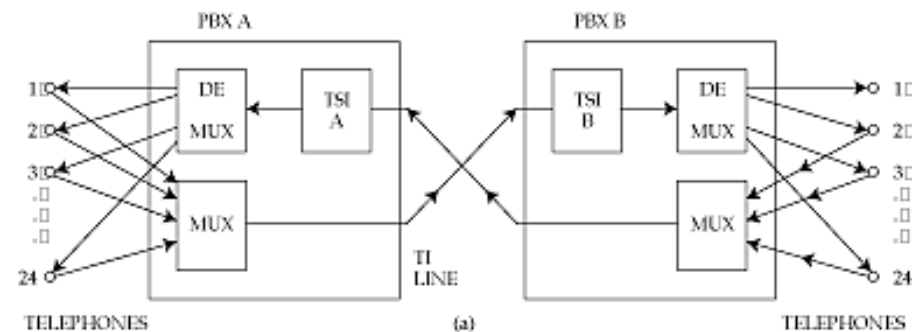 PBX A
PBX B
1
DE
MUX
TSI
A
TSI
B
DE
MUX
1
2
2
3
3
.
.
.
.
.
.
MUX
MUX
24
TI
LINE
24
TELEPHONES
(a)
TELEPHONES